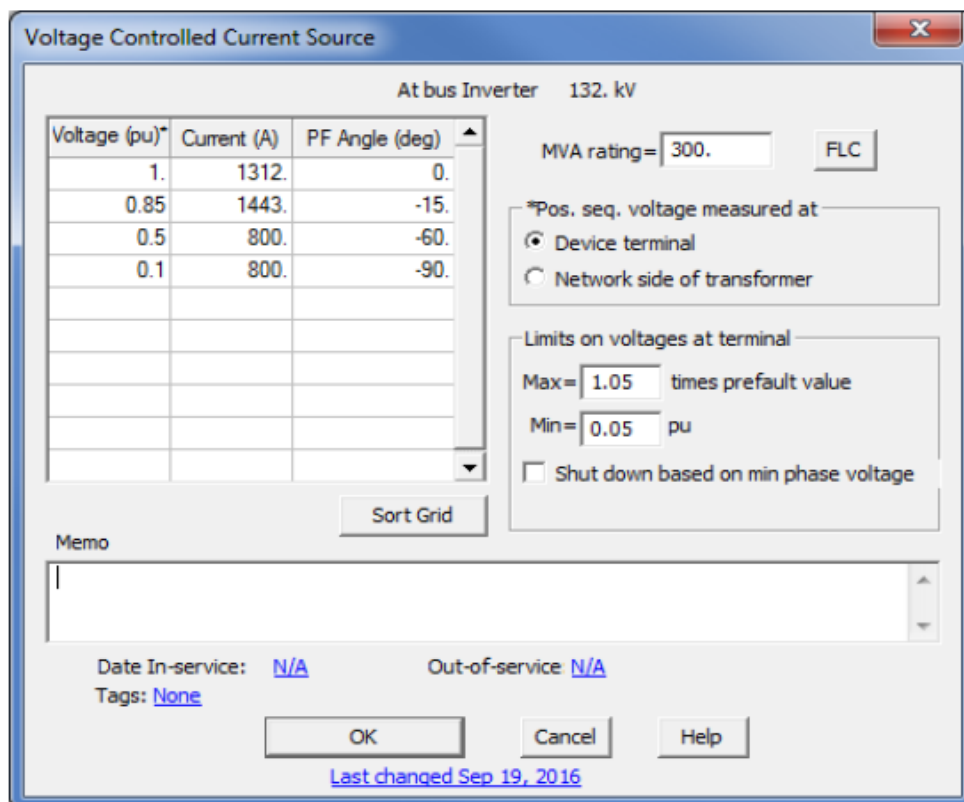 Voltage Controlled Current Source
At bus Inverter 132. kV
Voltage (pu)* Current (A) PF Angle (deg)
1. 1312. 0.
0.85 1443. -15.
0.5 800. -60.
0.1 800. -90.
Sort Grid
MVA rating= 300. FLC
*Pos. seq. voltage measured at
Device terminal
Network side of transformer
Limits on voltages at terminal
Max= 1.05 times prefault value
Min= 0.05 pu
Shut down based on min phase voltage
Memo
Date In-service: N/A Out-of-service N/A
Tags: None
OK Cancel Help
Last changed Sep 19, 2016